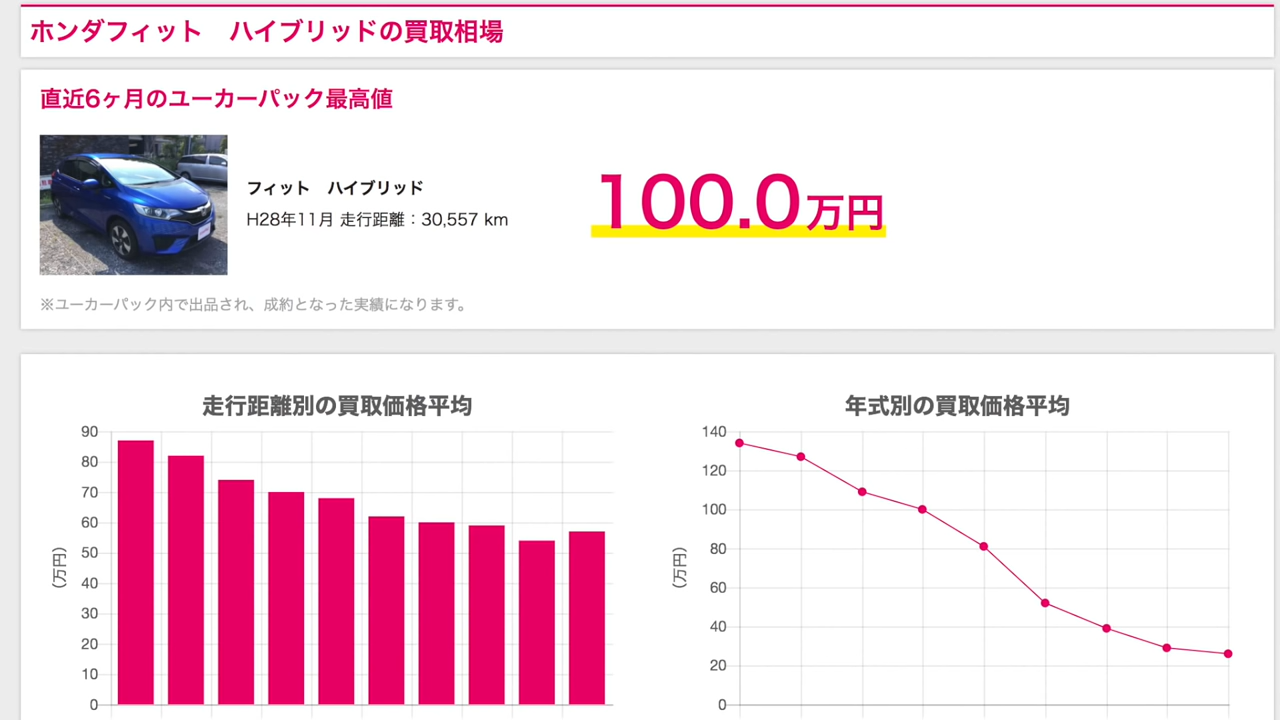 ホンダフィット　ハイブリッドの買取相場
直近6ヶ月のユーカーパック最高値
フィット　ハイブリッド
H28年11月 走行距離：30,557 km
100.0万円
※ユーカーパック内で出品され、成約となった実績になります。
走行距離別の買取価格平均
90
80
70
60
50
40
30
20
10
0
(万円)
年式別の買取価格平均
140
120
100
80
60
40
20
0
(万円)